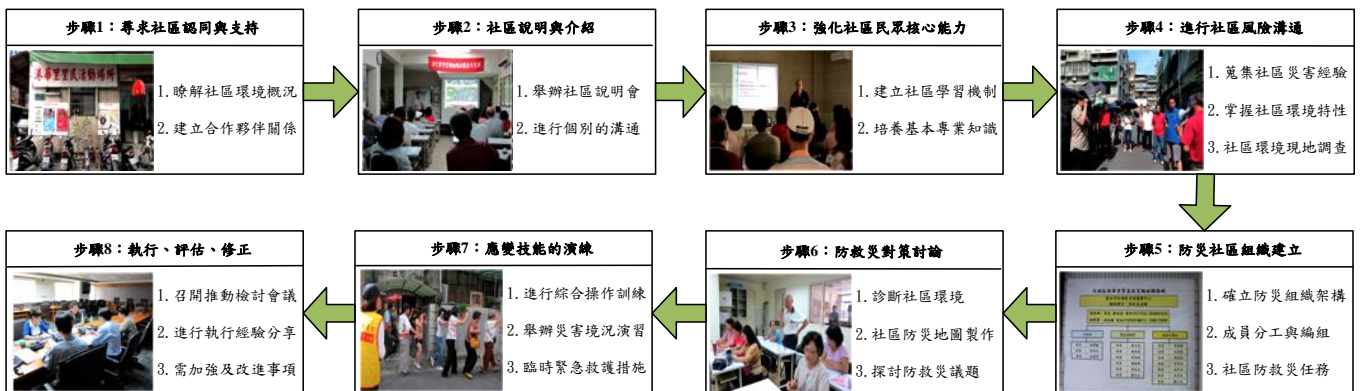 步驟1：尋求社區認同與支持
港華里里民活動場所
1.瞭解社區環境概況
2.建立合作夥伴關係
步驟2：社區說明與介紹
1.舉辦社區說明會
2.進行個別的溝通
步驟3：強化社區民眾核心能力
1.建立社區學習機制
2.培養基本專業知識
步驟4：進行社區風險溝通
1.蒐集社區災害經驗
2.掌握社區環境特性
3.社區環境現地調查
步驟5：防災社區組織建立
1.確立防災組織架構
2.成員分工與編組
3.社區防救災任務
步驟6：防救災對策討論
1.診斷社區環境
2.社區防災地圖製作
3.探討防救災議題
步驟7：應變技能的演練
1.進行綜合操作訓練
2.舉辦災害境況演習
3.臨時緊急救護措施
步驟8：執行、評估、修正
1.召開推動檢討會議
2.進行執行經驗分享
3.需加強及改進事項